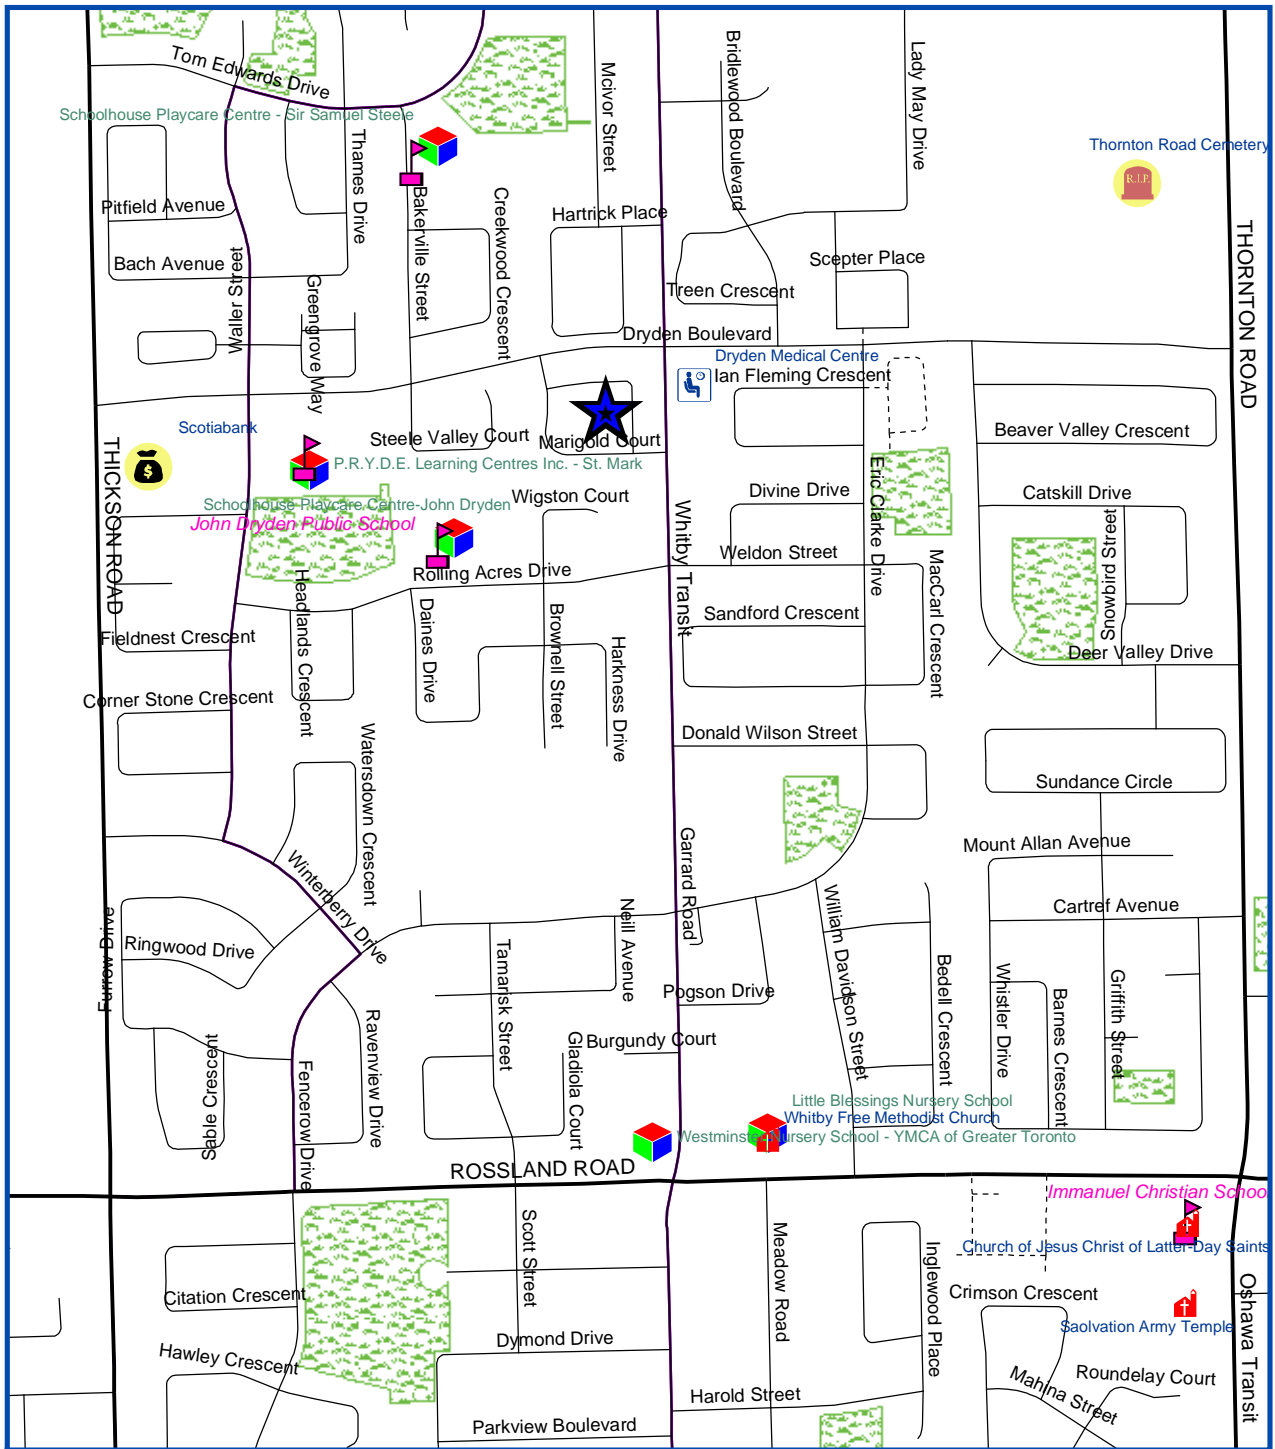 Tom Edwards Drive
Schoolhouse Playcare Centre - Sir Samuel Steele
Mcivor Street
Bridlewood Boulevard
Lady May Drive
Thornton Road Cemetery
R.I.P.
Thames Drive
Bakerville Street
Creekwood Crescent
Pitfield Avenue
Hartrick Place
THORNTON ROAD
Bach Avenue
Waller Street
Greengrove Way
Scepter Place
Treen Crescent
Dryden Boulevard
Dryden Medical Centre
Ian Fleming Crescent
Scotiabank
$
Steele Valley Court
Marigold Court
Beaver Valley Crescent
THICKSON ROAD
P.R.Y.D.E. Learning Centres Inc. - St. Mark
Schoolhouse Playcare Centre-John Dryden
Wigston Court
John Dryden Public School
Divine Drive
Eric Clarke Drive
Catskill Drive
Snowbird Street
Whitby Transit
Weldon Street
MacCarl Crescent
Rolling Acres Drive
Headlands Crescent
Daines Drive
Brownell Street
Harkness Drive
Sandford Crescent
Fieldnest Crescent
Deer Valley Drive
Corner Stone Crescent
Watersdown Crescent
Donald Wilson Street
Sundance Circle
Garrard Road
Mount Allan Avenue
Winterberry Drive
William Davidson Street
Neill Avenue
Cartref Avenue
Furrow Drive
Ringwood Drive
Tamarisk Street
Bedell Crescent
Whistler Drive
Griffith Street
Pogson Drive
Barnes Crescent
Ravenview Drive
Sable Crescent
Fencerow Drive
Gladiola Court
Burgundy Court
Little Blessings Nursery School
Whitby Free Methodist Church
Westminster Nursery School - YMCA of Greater Toronto
ROSSLAND ROAD
Immanuel Christian Schoo
Scott Street
Meadow Road
Inglewood Place
Church of Jesus Christ of Latter-Day Saints
Oshawa Transit
Citation Crescent
Crimson Crescent
Saolvation Army Temple
Dymond Drive
Hawley Crescent
Mahina Street
Roundelay Court
Harold Street
Parkview Boulevard